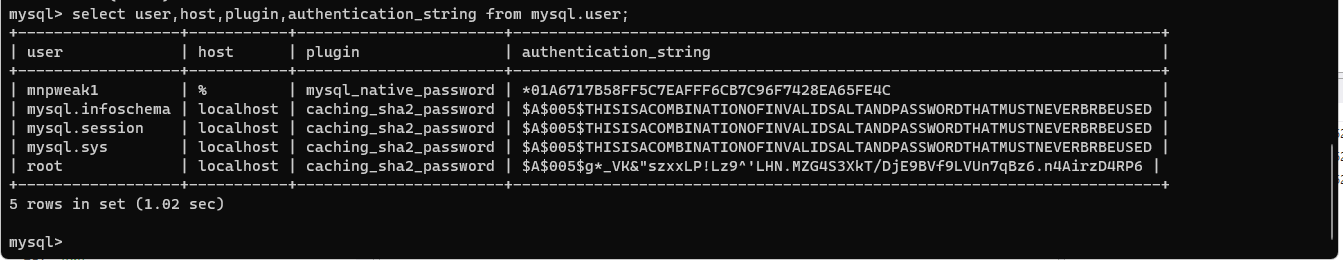 mysql> select user,host,plugin,authentication_string from mysql.user;
+------------------+-----------+-----------------------+------------------------------------------------------------------------+
| user             | host      | plugin                | authentication_string                                                  |
+------------------+-----------+-----------------------+------------------------------------------------------------------------+
| mnpweak1         | %         | mysql_native_password | *01A6717B58FF5C7EAFFF6CB7C96F7428EA65FE4C                              |
| mysql.infoschema | localhost | caching_sha2_password | $A$005$THISISACOMBINATIONOFINVALIDSALTANDPASSWORDTHATMUSTNEVERBRBEUSED |
| mysql.session    | localhost | caching_sha2_password | $A$005$THISISACOMBINATIONOFINVALIDSALTANDPASSWORDTHATMUSTNEVERBRBEUSED |
| mysql.sys        | localhost | caching_sha2_password | $A$005$THISISACOMBINATIONOFINVALIDSALTANDPASSWORDTHATMUSTNEVERBRBEUSED |
| root             | localhost | caching_sha2_password | $A$005$g*_VK&"szxxLP!Lz9^'LHN.MZG4S3XkT/DjE9BVf9LVUn7qBz6.n4AirzD4RP6 |
+------------------+-----------+-----------------------+------------------------------------------------------------------------+
5 rows in set (1.02 sec)
mysql>